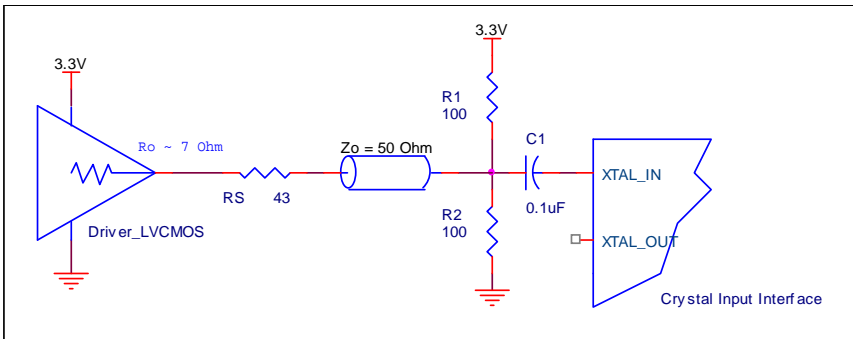 3.3V
3.3V
R1
100
Ro ~ 7 Ohm
Zo = 50 Ohm
C1
XTAL_IN
RS 43
0.1uF
R2
100
Driver_LVCMOS
XTAL_OUT
Crystal Input Interface